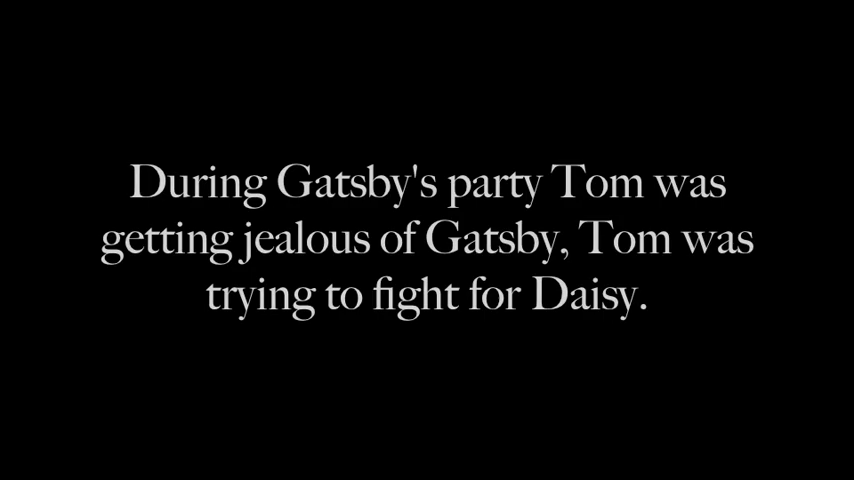 During Gatsby's party Tom was
getting jealous of Gatsby, Tom was
trying to fight for Daisy.